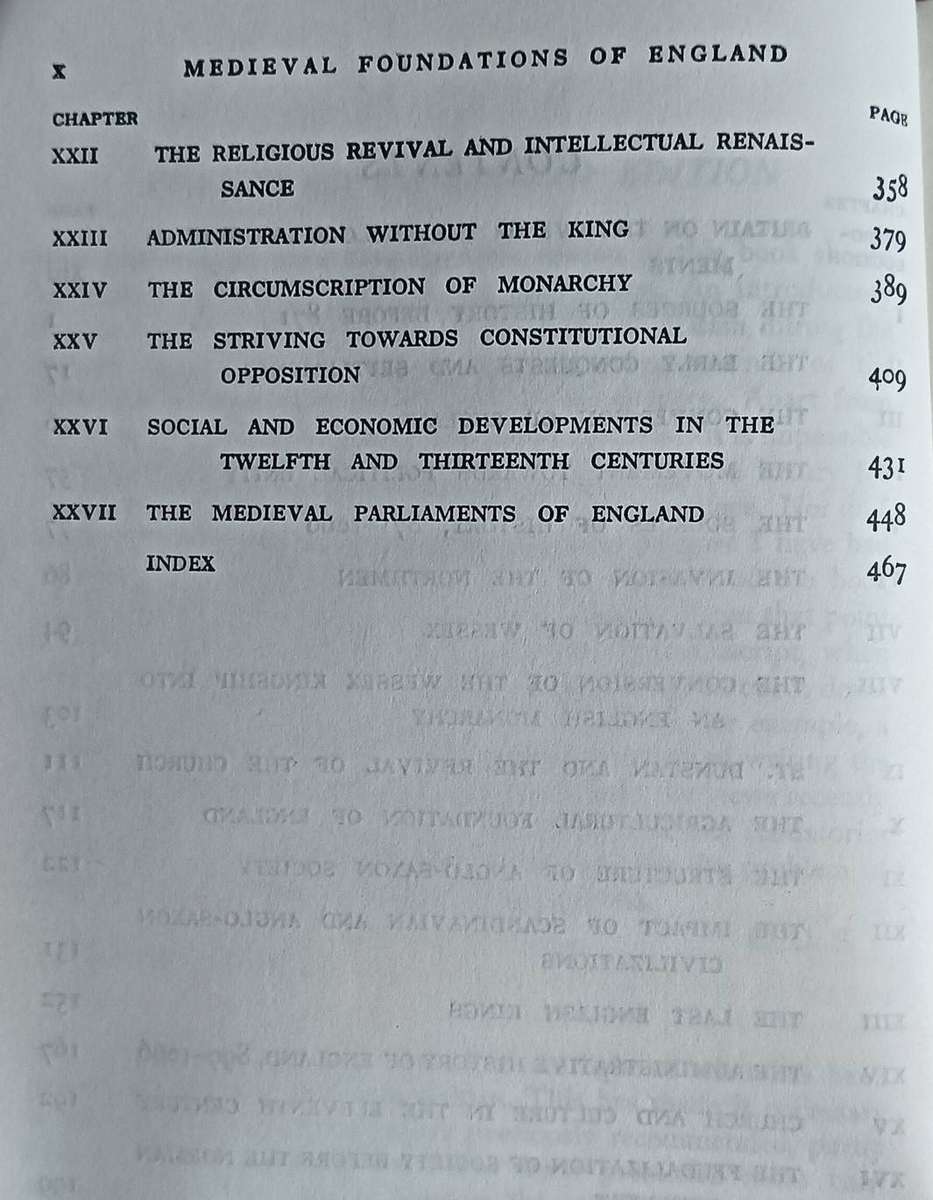 X MEDIEVAL FOUNDATIONS OF ENGLAND
CHAPTER PAGE
XXII THE RELIGIOUS REVIVAL AND INTELLECTUAL RENAIS-
SANCE 358
XXIII ADMINISTRATION WITHOUT THE KING 379
XXIV THE CIRCUMSCRIPTION OF MONARCHY 389
XXV THE STRIVING TOWARDS CONSTITUTIONAL
OPPOSITION 409
XXVI SOCIAL AND ECONOMIC DEVELOPMENTS IN THE
TWELFTH AND THIRTEENTH CENTURIES 431
XXVII THE MEDIEVAL PARLIAMENTS OF ENGLAND 448
INDEX 467